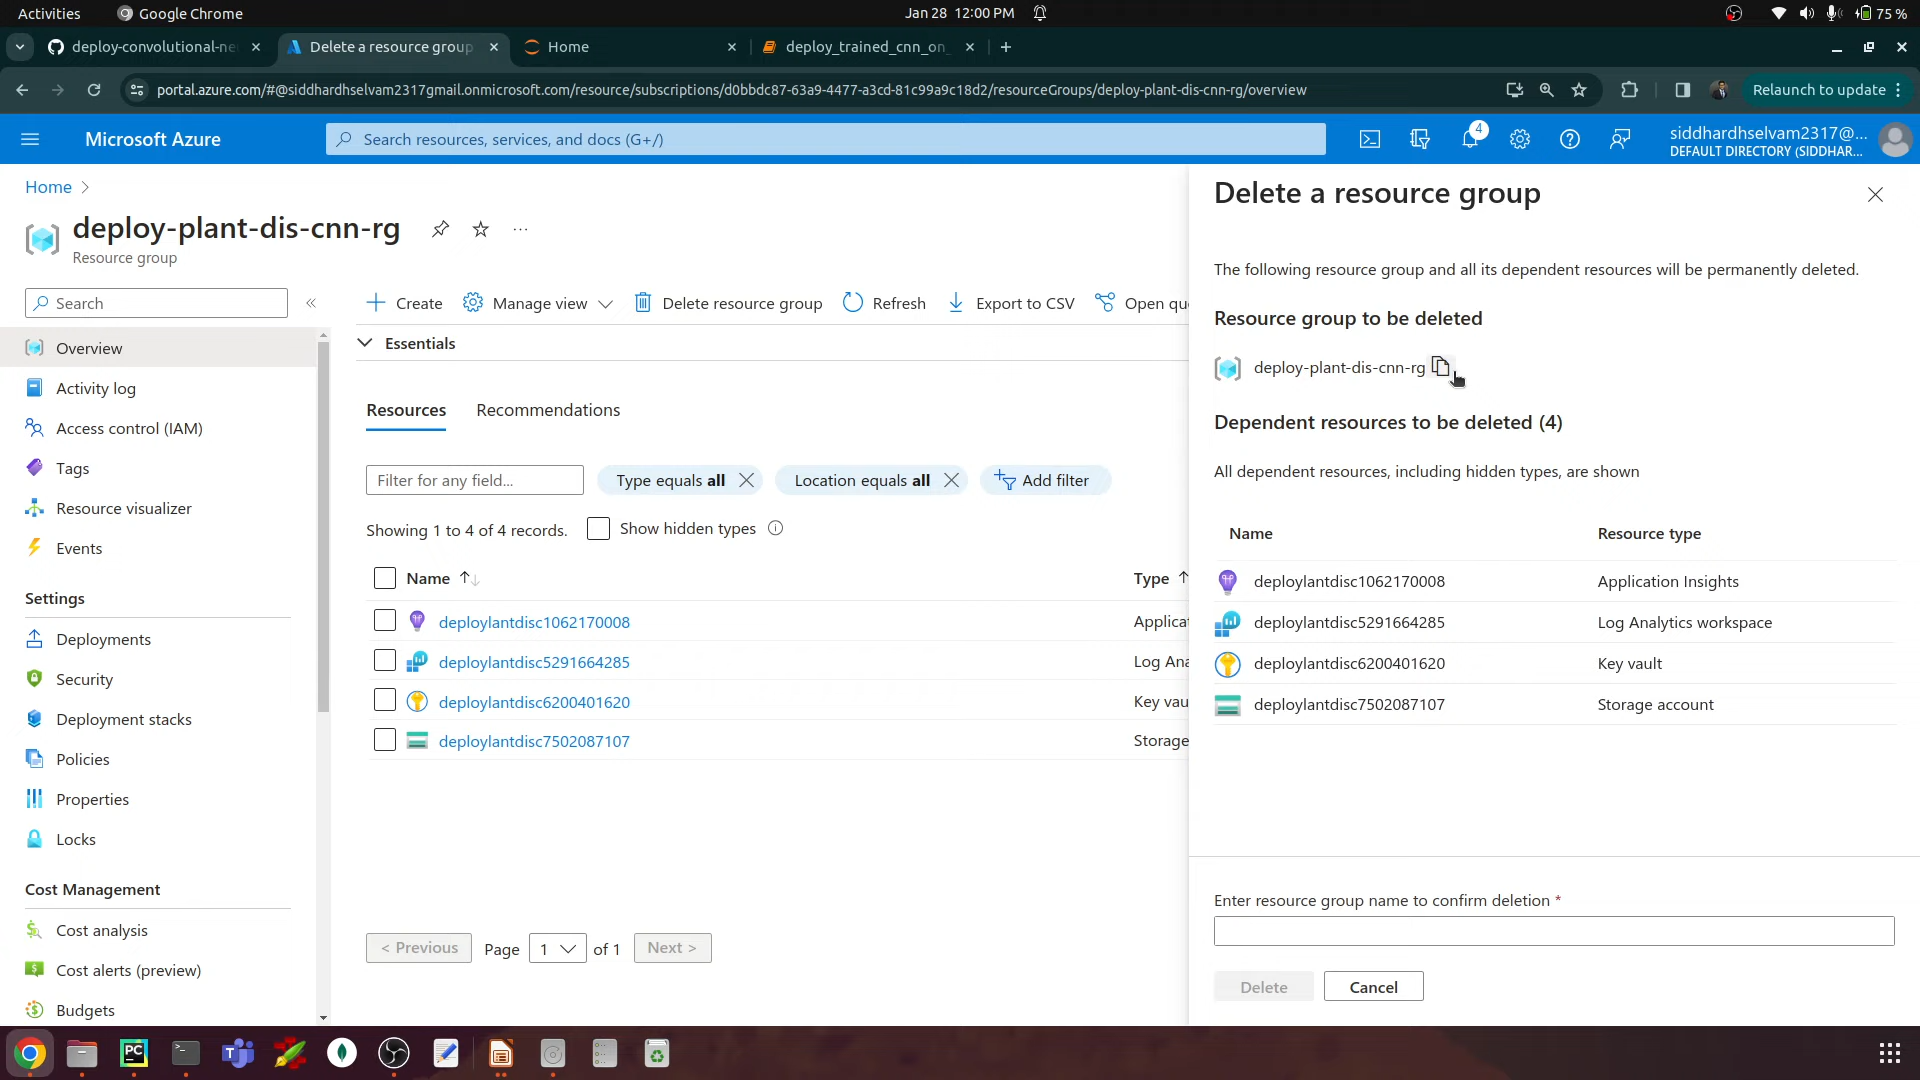 Activities
Google Chrome
Jan 28 12:00 PM
75 %
deploy-convolutional-ne
Delete a resource group
Home
deploy_trained_cnn_on_
portal.azure.com/#@siddhardhselvam2317gmail.onmicrosoft.com/resource/subscriptions/d0bbdc87-63a9-4477-a3cd-81c99a9c18d2/resourceGroups/deploy-plant-dis-cnn-rg/overview
Relaunch to update
Microsoft Azure
Search resources, services, and docs (G+/)
4
siddhardhselvam2317@...
DEFAULT DIRECTORY (SIDDHAR...
Home
deploy-plant-dis-cnn-rg
Resource group
Search
Overview
Activity log
Access control (IAM)
Tags
Resource visualizer
Events
Settings
Deployments
Security
Deployment stacks
Policies
Properties
Locks
Cost Management
Cost analysis
Cost alerts (preview)
Budgets
Create
Manage view
Delete resource group
Refresh
Export to CSV
Open qu
Essentials
Resources
Recommendations
Filter for any field...
Type equals all
Location equals all
Add filter
Showing 1 to 4 of 4 records.
Show hidden types
Name
Type
deploylantdisc1062170008
Applicat
deploylantdisc5291664285
Log Ana
deploylantdisc6200401620
Key vau
deploylantdisc7502087107
Storage
< Previous
Page
1
of 1
Next >
Delete a resource group
The following resource group and all its dependent resources will be permanently deleted.
Resource group to be deleted
deploy-plant-dis-cnn-rg
Dependent resources to be deleted (4)
All dependent resources, including hidden types, are shown
Name
Resource type
deploylantdisc1062170008
Application Insights
deploylantdisc5291664285
Log Analytics workspace
deploylantdisc6200401620
Key vault
deploylantdisc7502087107
Storage account
Enter resource group name to confirm deletion *
Delete
Cancel